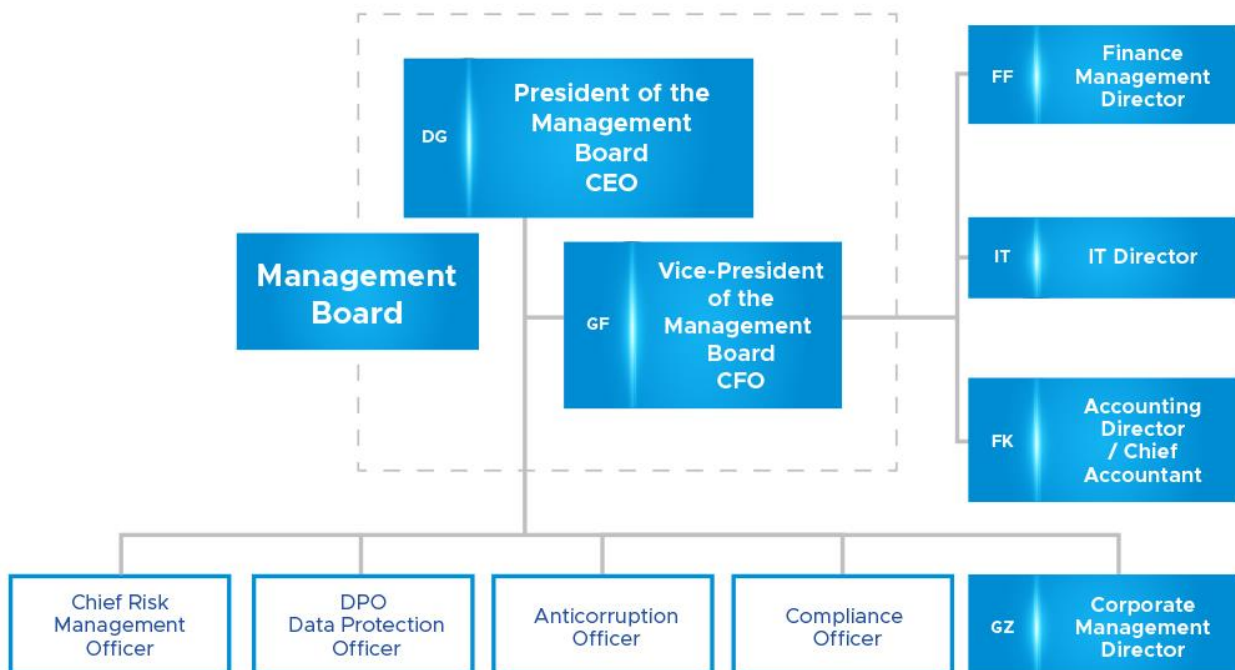 DG
President of the
Management
Board
CEO
Management
Board
GF
Vice-President
of the
Management
Board
CFO
FF
Finance
Management
Director
IT
IT Director
FK
Accounting
Director
/ Chief
Accountant
Chief Risk
Management
Officer
DPO
Data Protection
Officer
Anticorruption
Officer
Compliance
Officer
GZ
Corporate
Management
Director